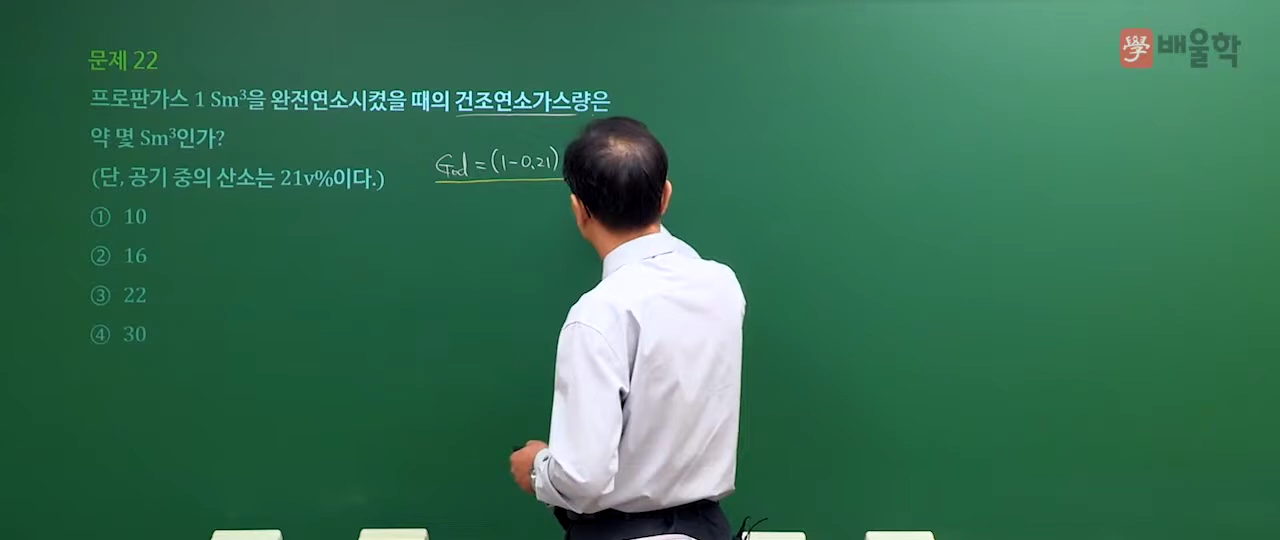 學 배울학
문제 22
프로판가스 1 Sm³을 완전연소시켰을 때의 건조연소가스량은
약 몇 Sm³인가?
God = (1-0.21)
(단, 공기 중의 산소는 21v%이다.)
① 10
② 16
③ 22
④ 30